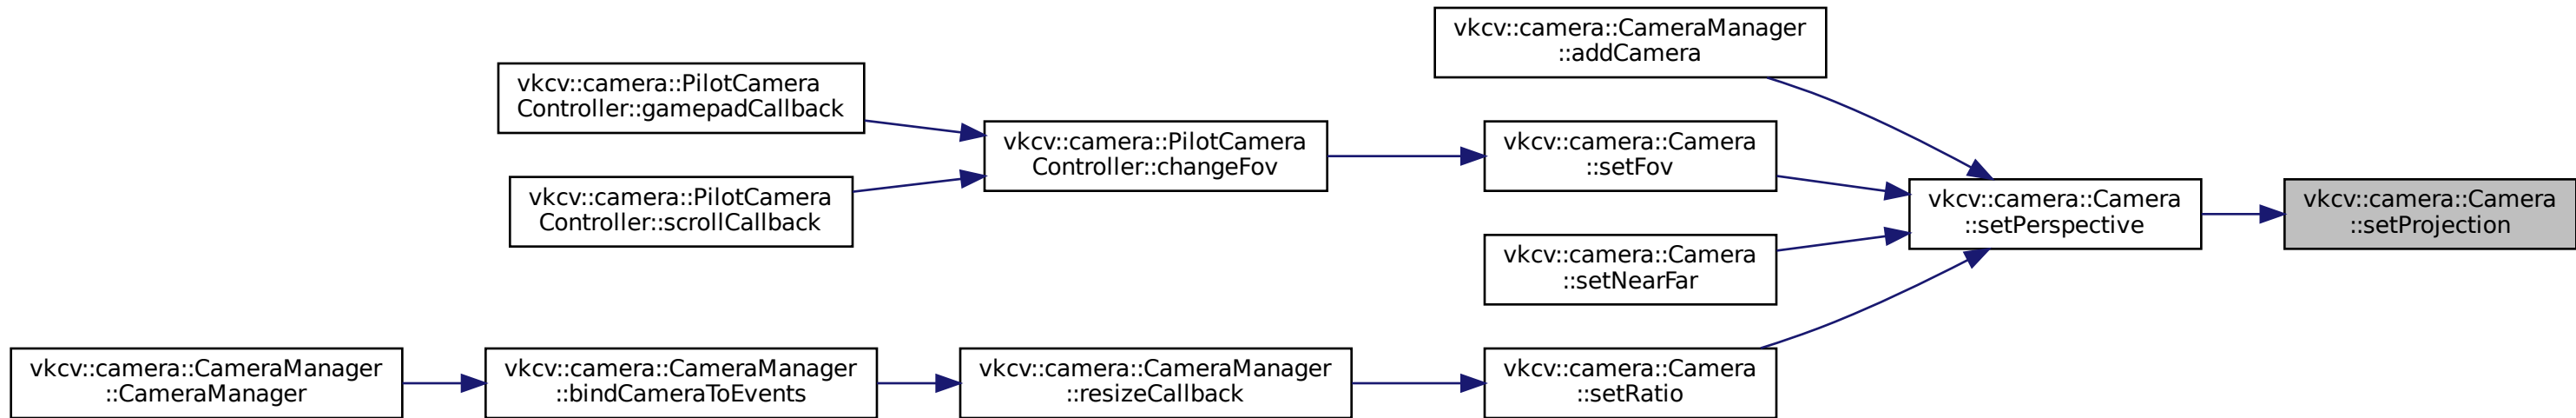 vkcv::camera::CameraManager
::addCamera
vkcv::camera::PilotCamera
Controller::gamepadCallback
vkcv::camera::PilotCamera
Controller::changeFov
vkcv::camera::Camera
::setFov
vkcv::camera::PilotCamera
Controller::scrollCallback
vkcv::camera::Camera
::setPerspective
vkcv::camera::Camera
::setProjection
vkcv::camera::Camera
::setNearFar
vkcv::camera::CameraManager
::CameraManager
vkcv::camera::CameraManager
::bindCameraToEvents
vkcv::camera::CameraManager
::resizeCallback
vkcv::camera::Camera
::setRatio